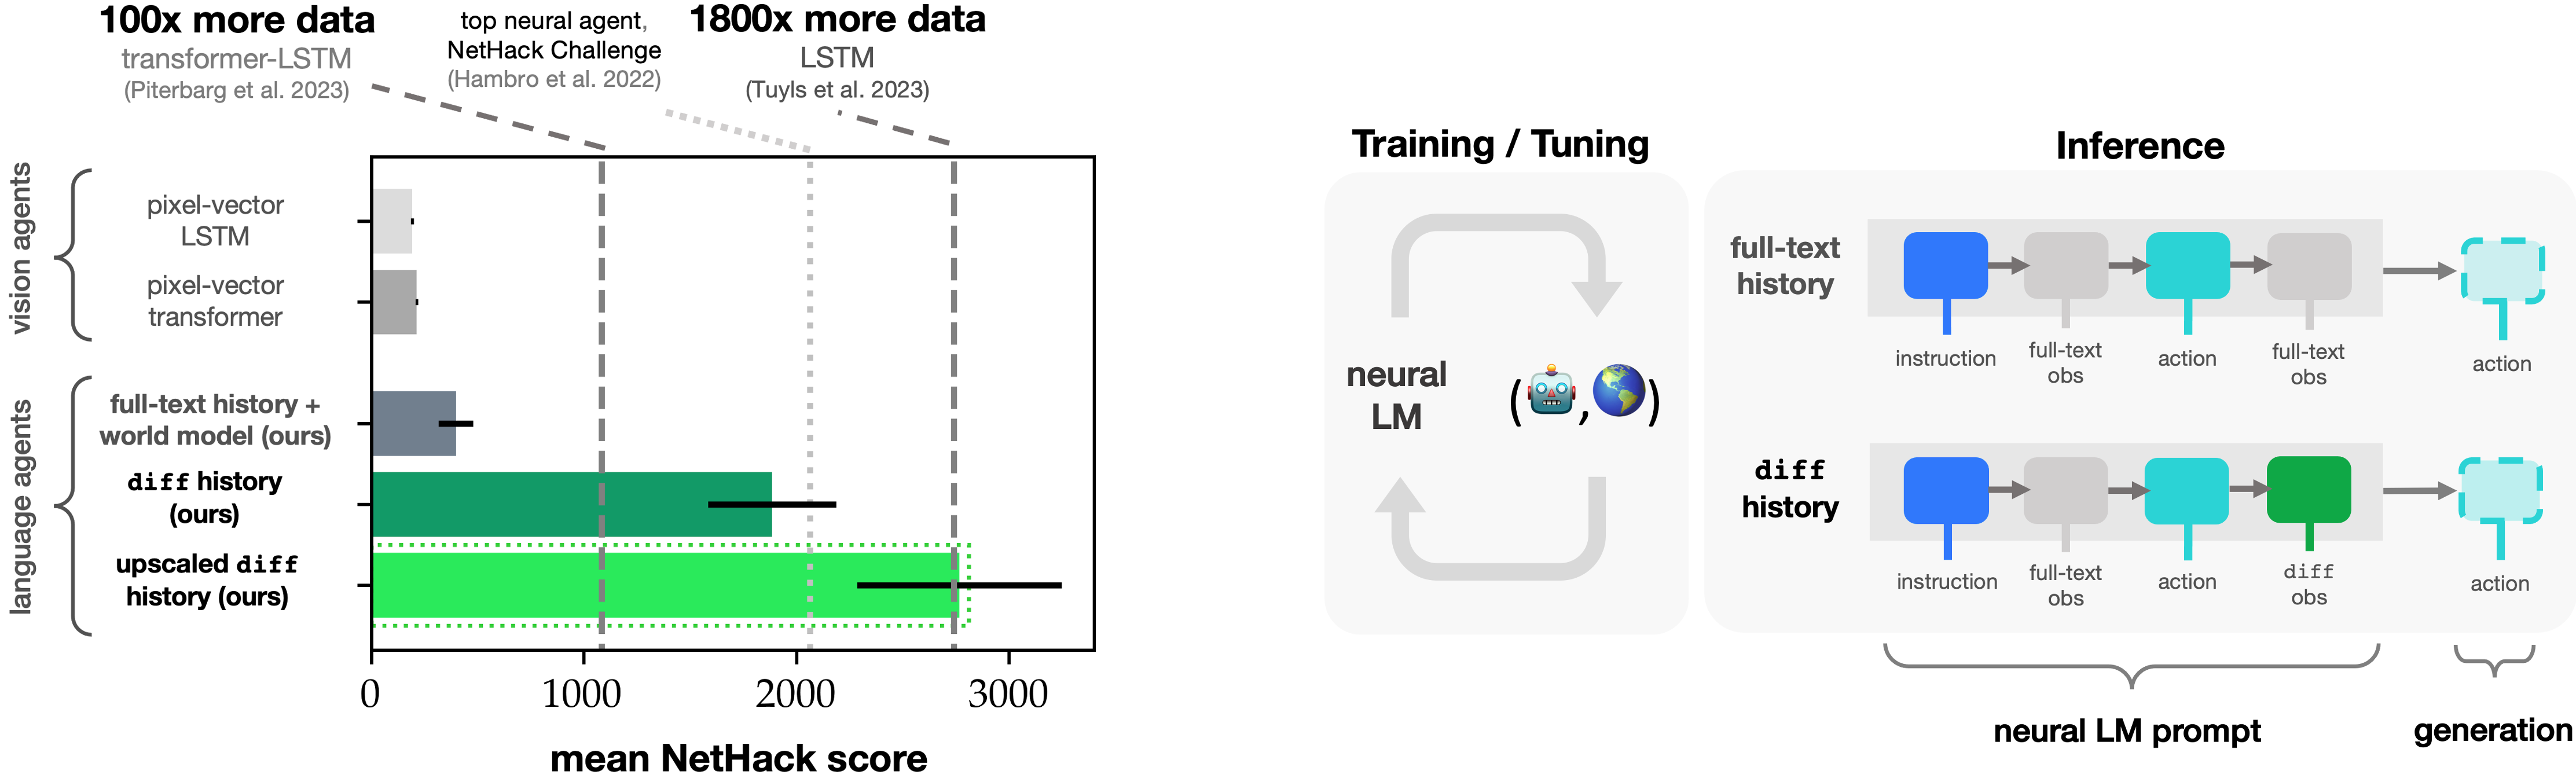 100x more data
transformer-LSTM
(Piterbarg et al. 2023)
top neural agent,
NetHack Challenge
(Hambro et al. 2022)
1800x more data
LSTM
(Tuyls et al. 2023)
vision agents
pixel-vector
LSTM
pixel-vector
transformer
language agents
full-text history +
world model (ours)
diff history
(ours)
upscaled diff
history (ours)
0
1000
2000
3000
mean NetHack score
Training / Tuning
neural
LM
( , )
Inference
full-text
history
instruction
full-text
obs
action
full-text
obs
action
diff
history
instruction
full-text
obs
action
diff
obs
action
neural LM prompt
generation